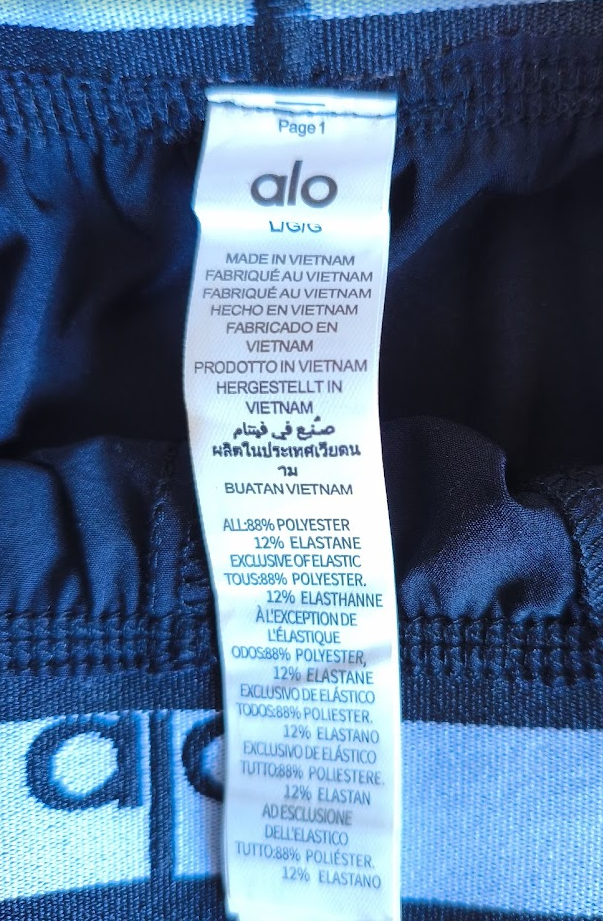 Page 1
alo
L/G/G
MADE IN VIETNAM
FABRIQUÉ AU VIETNAM
FABRIQUÉ AU VIETNAM
HECHO EN VIETNAM
FABRICADO EN
VIETNAM
PRODOTTO IN VIETNAM
HERGESTELLT IN
VIETNAM
صُنِع في فيتنام
ผลิตในประเทศเวียดน
าม
BUATAN VIETNAM
ALL:88% POLYESTER
12% ELASTANE
EXCLUSIVE OF ELASTIC
TOUS:88% POLYESTER.
12% ELASTHANNE
À L'EXCEPTION DE
L'ÉLASTIQUE
ODOS:88% POLYESTER,
12% ELASTANE
EXCLUSIVO DE ELÁSTICO
TODOS:88% POLIESTER.
12% ELASTANO
EXCLUSIVO DE ELÁSTICO
TUTTO:88% POLIESTERE.
12% ELASTAN
AD ESCLUSIONE
DELL'ELASTICO
TUTTO:88% POLIÉSTER.
12% ELASTANO
al